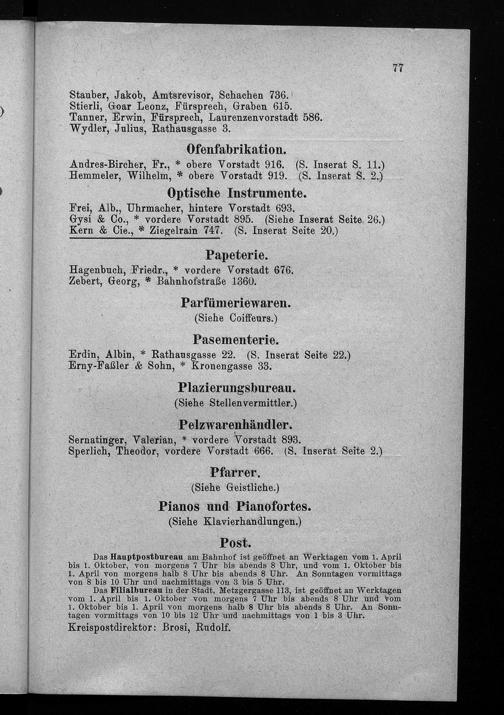 77
Stauber, Jakob, Amtsrevisor, Schachen 736.
Stierli, Goar Leonz, Fürsprech, Graben 615.
Tanner, Erwin, Fürsprech, Laurenzenvorstadt 586.
Wydler, Julius, Rathausgasse 3.
Ofenfabrikation.
Andres-Bircher, Fr., * obere Vorstadt 916. (S. Inserat S. 11.)
Hemmeler, Wilhelm, * obere Vorstadt 919. (S. Inserat S. 2.)
Optische Instrumente.
Frei, Alb., Uhrmacher, hintere Vorstadt 693.
Gysi & Co., * vordere Vorstadt 895. (Siehe Inserat Seite 26.)
Kern & Cie., * Ziegelrain 747. (S. Inserat Seite 20.)
Papeterie.
Hagenbuch, Friedr., * vordere Vorstadt 676.
Zebert, Georg, * Bahnhofstraße 1360.
Parfümeriewaren.
(Siehe Coiffeurs.)
Pasementerie.
Erdin, Albin, * Rathausgasse 22. (S. Inserat Seite 22.)
Erny-Faßler & Sohn, * Kronengasse 33.
Plazierungsbureau.
(Siehe Stellenvermittler.)
Pelzwarenhändler.
Sernatinger, Valerian, * vordere Vorstadt 893.
Sperlich, Theodor, vordere Vorstadt 666. (S. Inserat Seite 2.)
Pfarrer.
(Siehe Geistliche.)
Pianos und Pianofortes.
(Siehe Klavierhandlungen.)
Post.
Das Hauptpostbureau am Bahnhof ist geöffnet an Werktagen vom 1. April
bis 1. Oktober, von morgens 7 Uhr bis abends 8 Uhr, und vom 1. Oktober bis
1. April von morgens halb 8 Uhr bis abends 8 Uhr. An Sonntagen vormittags
von 8 bis 10 Uhr und nachmittags von 3 bis 5 Uhr.
Das Filialbureau in der Stadt, Metzgergasse 113, ist geöffnet an Werktagen
vom 1. April bis 1. Oktober von morgens 7 Uhr bis abends 8 Uhr und vom
1. Oktober bis 1. April von morgens halb 8 Uhr bis abends 8 Uhr. An Sonn-
tagen vormittags von 10 bis 12 Uhr und nachmittags von 1 bis 3 Uhr.
Kreispostdirektor: Brosi, Rudolf.